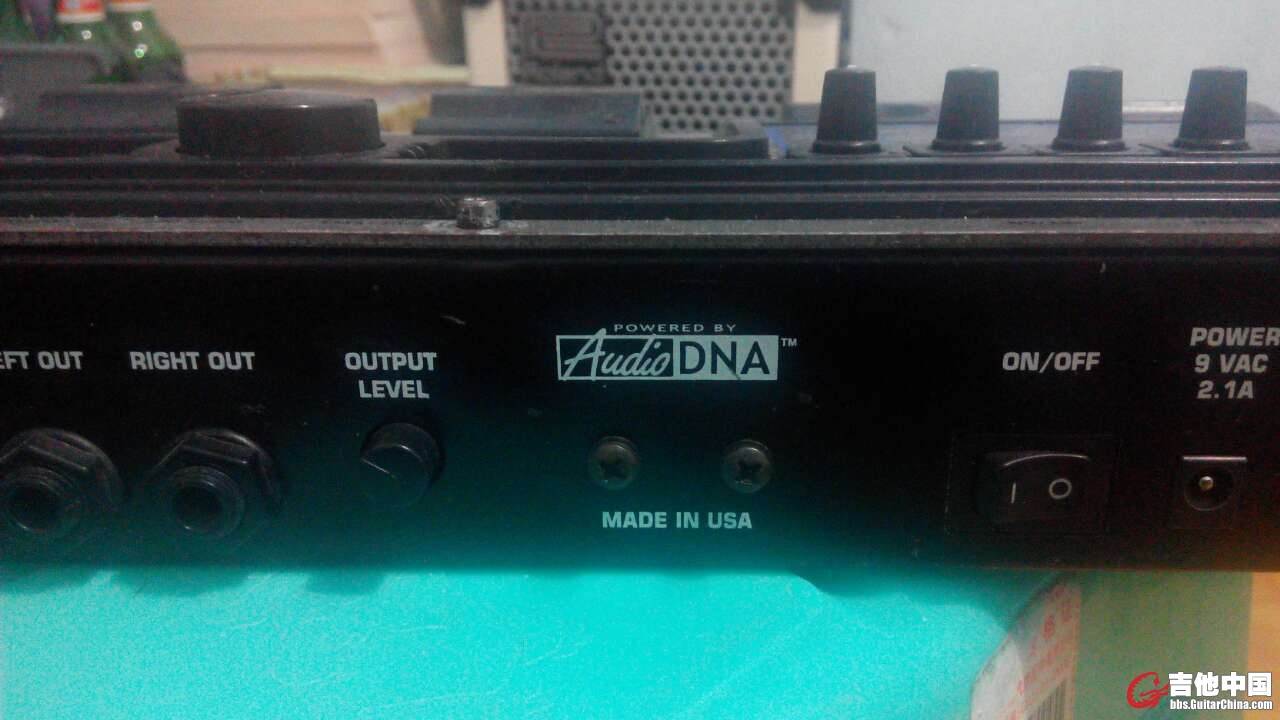 EFT OUT
RIGHT OUT
OUTPUT
LEVEL
POWERED BY
Audio DNA™
MADE IN USA
ON/OFF
I O
POWER
9 VAC
2.1A
吉他中国
bbs.GuitarChina.com